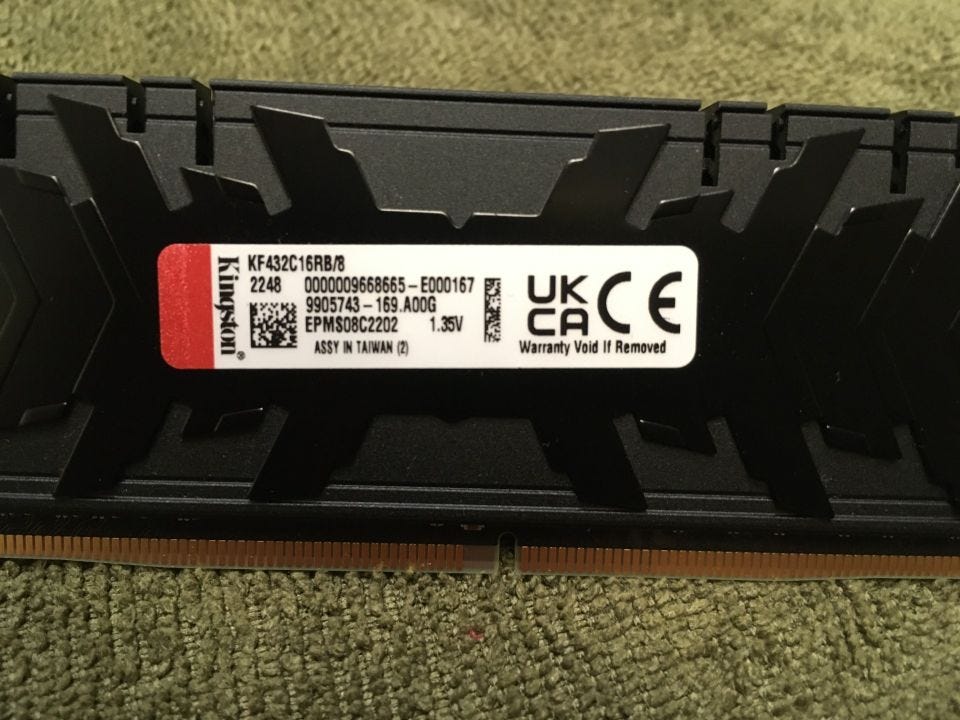 Kingston®
KF432C16RB/8
2248 0000009668665-E000167
9905743-169.A00G
EPMS08C2202 1.35V
ASSY IN TAIWAN (2)
UK
CA
CE
Warranty Void If Removed